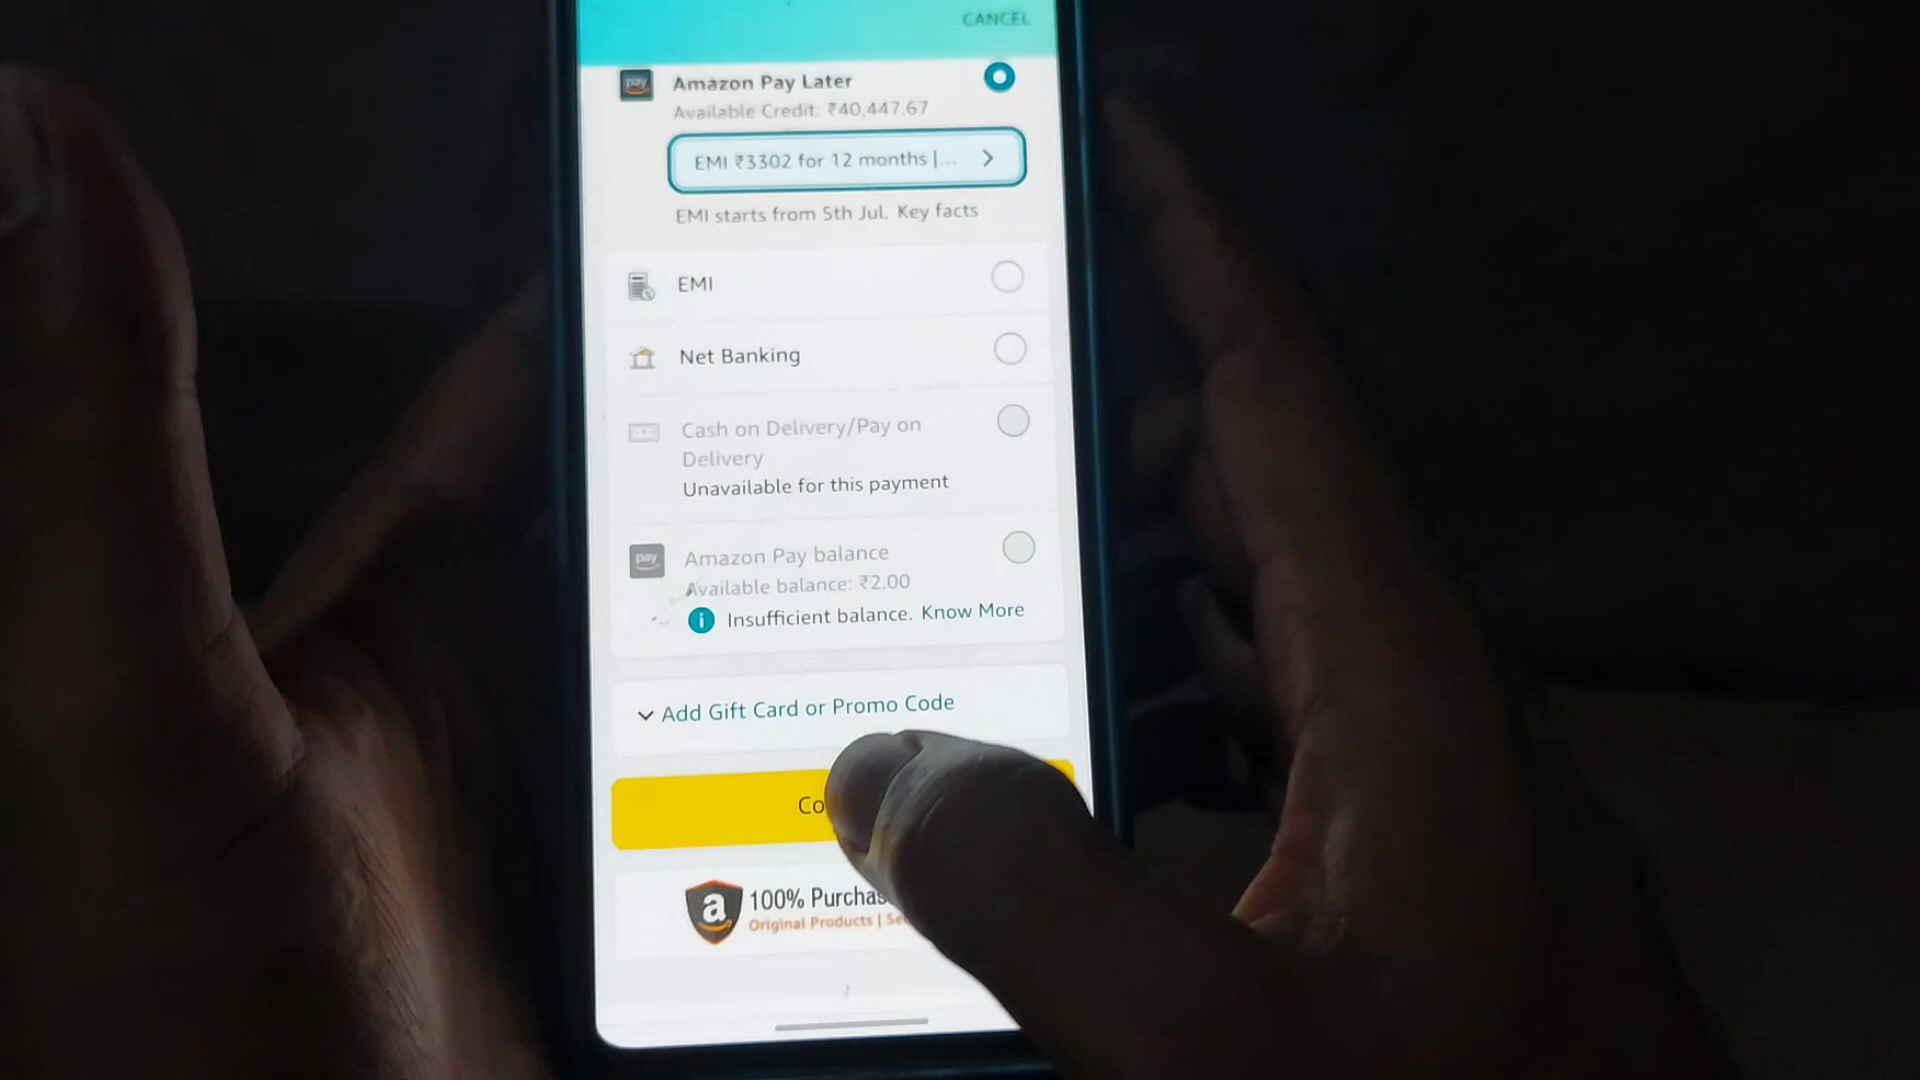 CANCEL
pay
Amazon Pay Later
Available Credit: ₹40,447.67
EMI ₹3302 for 12 months |...
EMI starts from 5th Jul. Key facts
EMI
Net Banking
Cash on Delivery/Pay on
Delivery
Unavailable for this payment
pay
Amazon Pay balance
Available balance: ₹2.00
i Insufficient balance. Know More
Add Gift Card or Promo Code
Co
a 100% Purchas
Original Products |